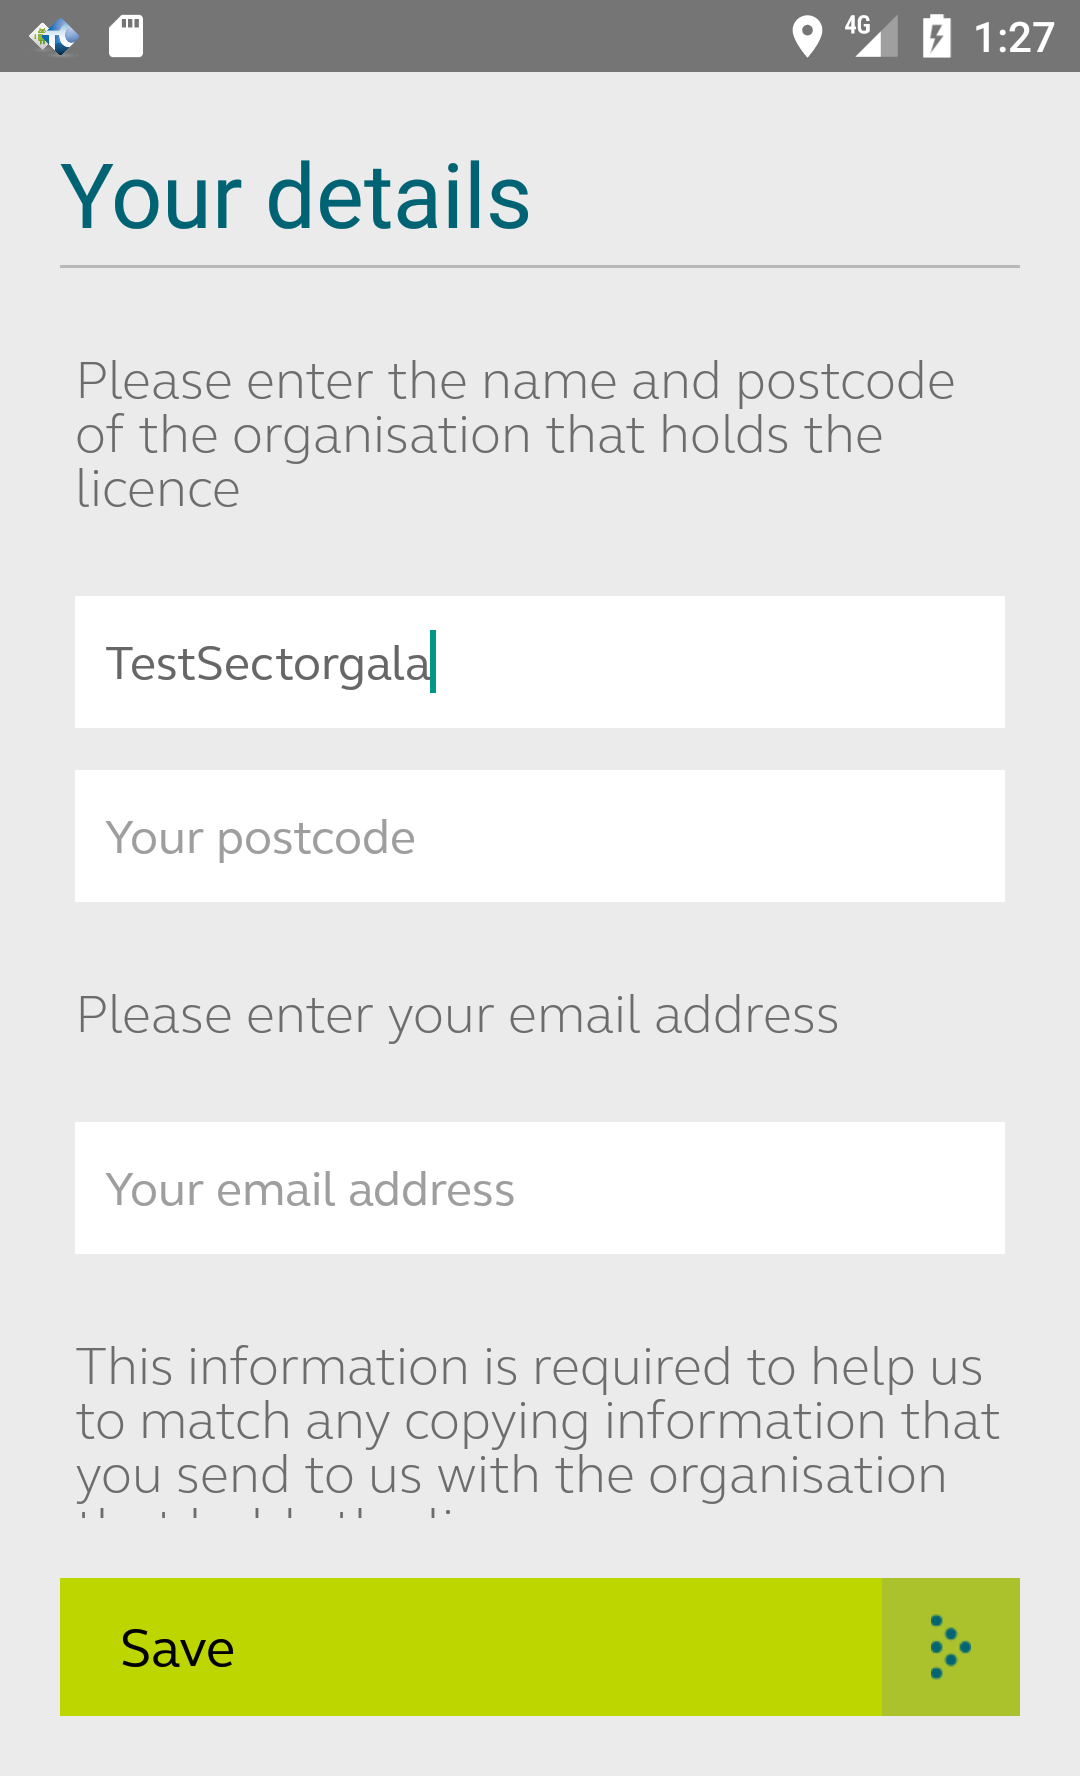 4G 1:27
Your details
Please enter the name and postcode
of the organisation that holds the
licence
TestSectorgala
Your postcode
Please enter your email address
Your email address
This information is required to help us
to match any copying information that
you send to us with the organisation
Save